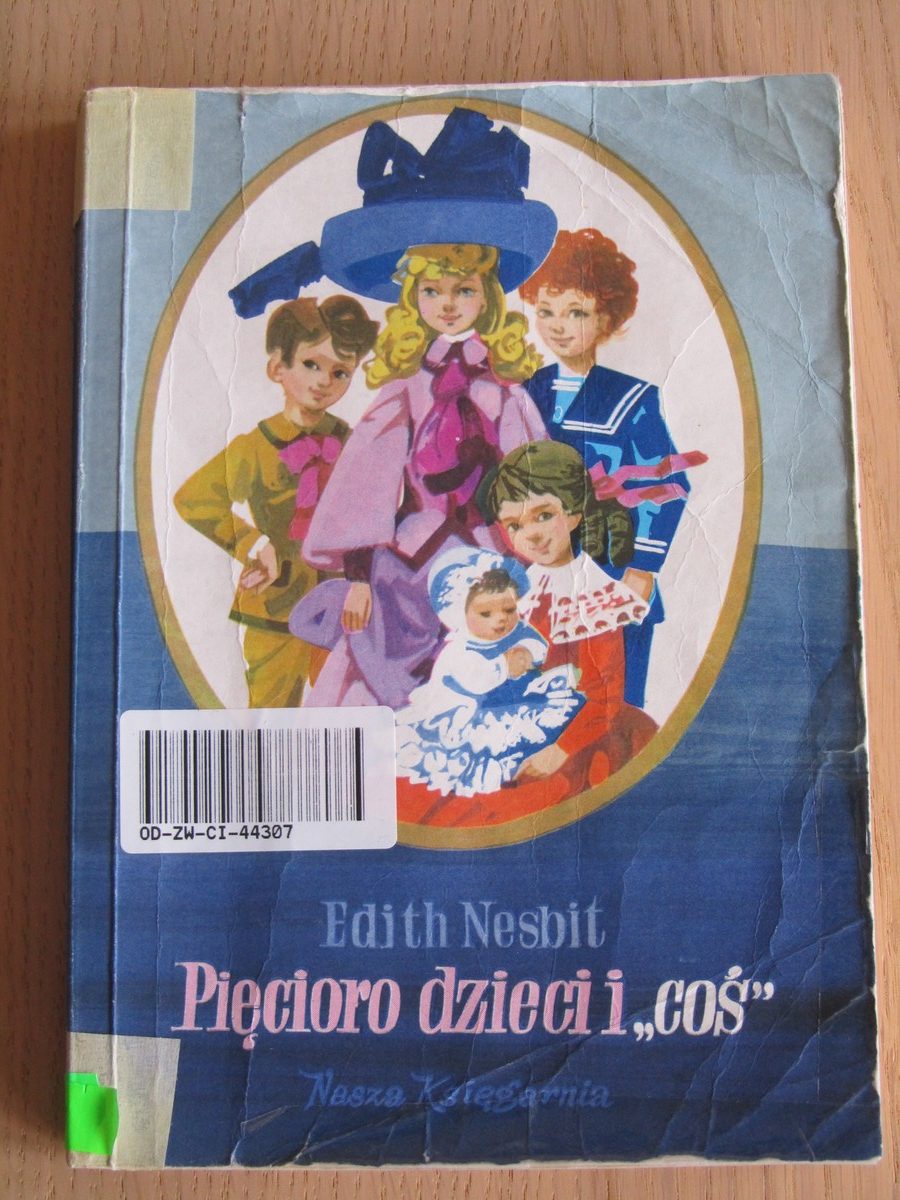 OD-ZW-CI-44307
Edith Nesbit
Pięcioro dzieci i „coś”
Nasza Księgarnia